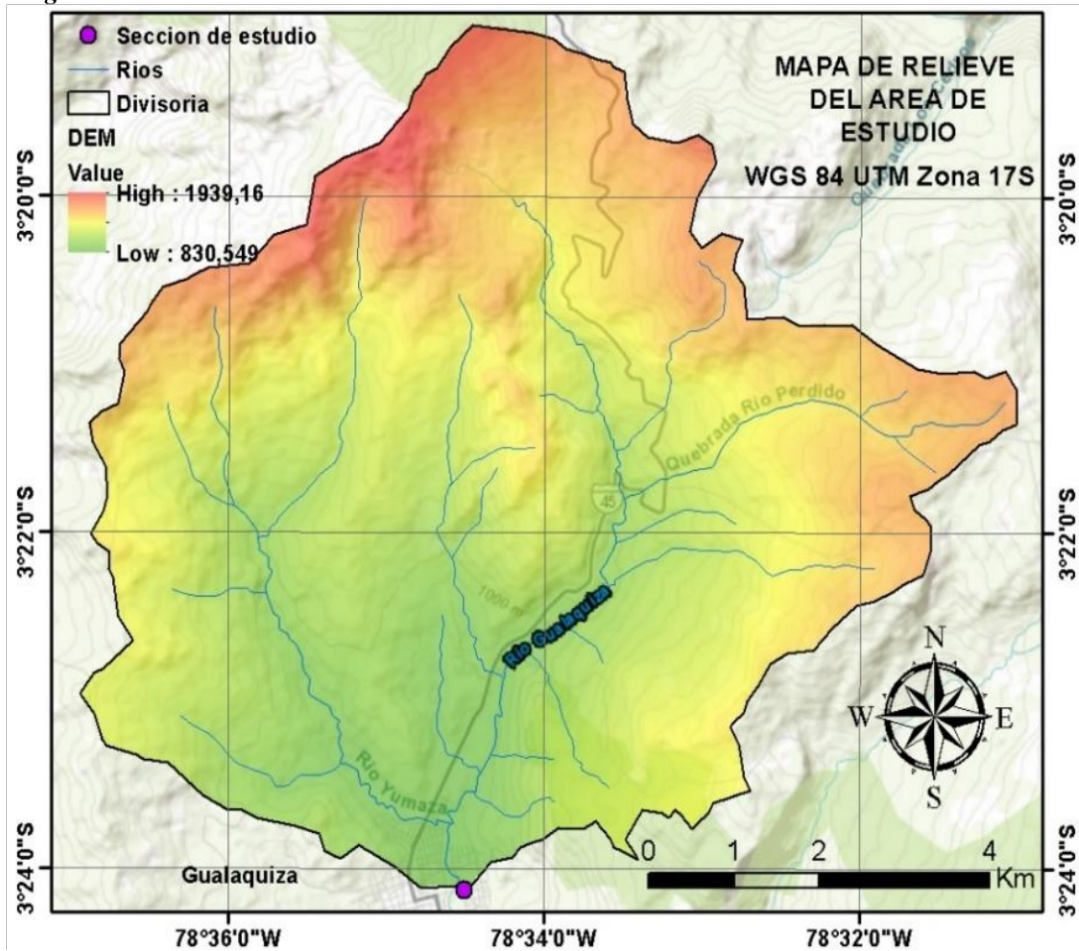 Seccion de estudio
Rios
Divisoria
DEM
Value
High : 1939,16
Low : 830,549
MAPA DE RELIEVE
DEL AREA DE
ESTUDIO
WGS 84 UTM Zona 17S
3°20'0"S
3°20'0"S
Quebrada Rio Perdido
45
3°22'0"S
3°22'0"S
1000 m
Rio Gualaquiza
N
W
E
S
Rio Yumaza
Gualaquiza
0 1 2 4
Km
3°24'0"S
3°24'0"S
78°36'0"W
78°34'0"W
78°32'0"W